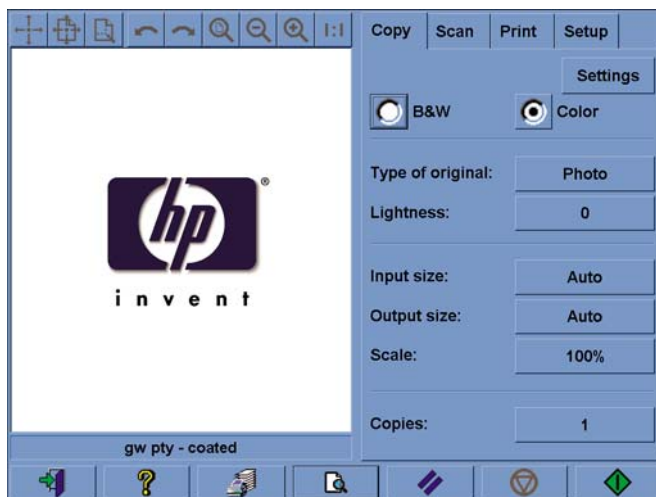 1:1
Copy Scan Print Setup
Settings
B&W Color
Type of original: Photo
Lightness: 0
Input size: Auto
Output size: Auto
Scale: 100%
Copies: 1
hp ®
invent
gw pty - coated